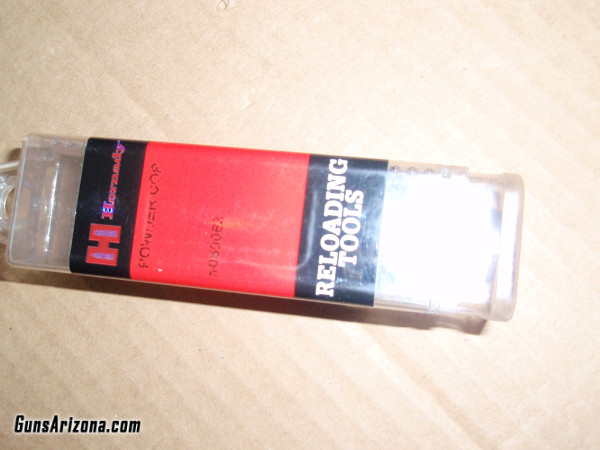 H
Hornady
POWDER COP
RELOADING
TOOLS
GunsArizona.com